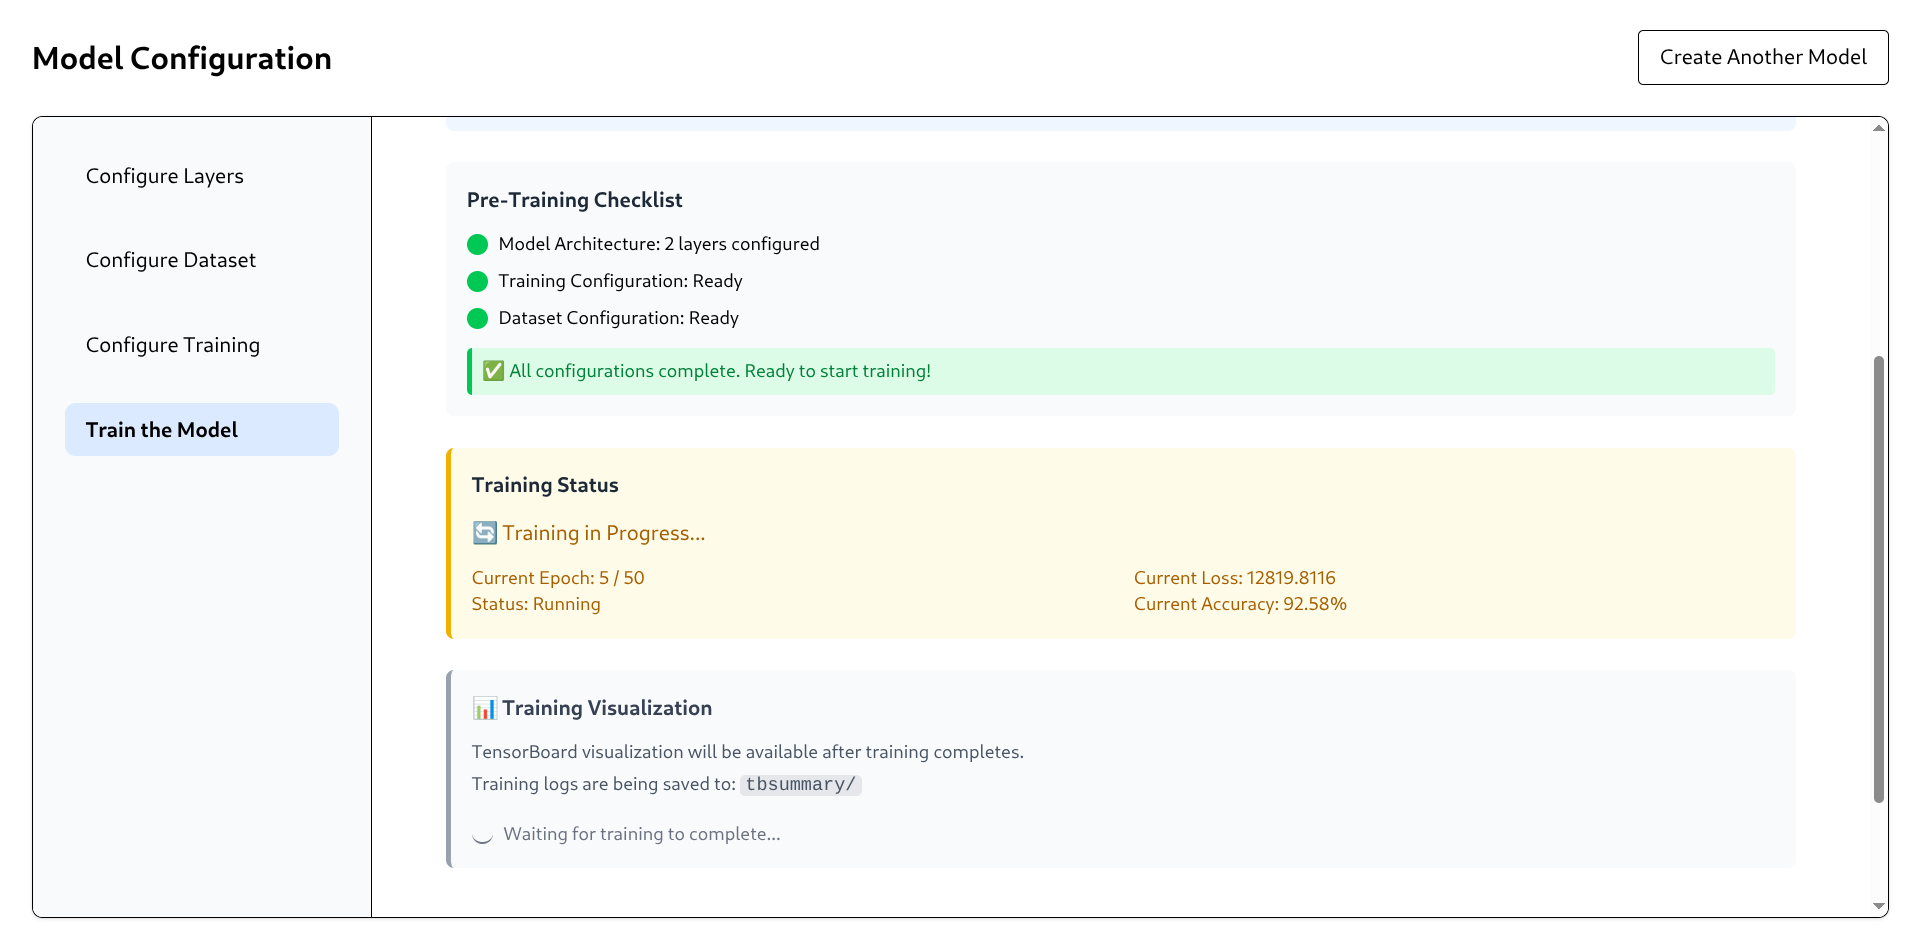 Model Configuration
Create Another Model
Configure Layers
Configure Dataset
Configure Training
Train the Model
Pre-Training Checklist
Model Architecture: 2 layers configured
Training Configuration: Ready
Dataset Configuration: Ready
✅ All configurations complete. Ready to start training!
Training Status
🔄 Training in Progress...
Current Epoch: 5 / 50
Status: Running
Current Loss: 12819.8116
Current Accuracy: 92.58%
📊 Training Visualization
TensorBoard visualization will be available after training completes.
Training logs are being saved to: tbsummary/
Waiting for training to complete...